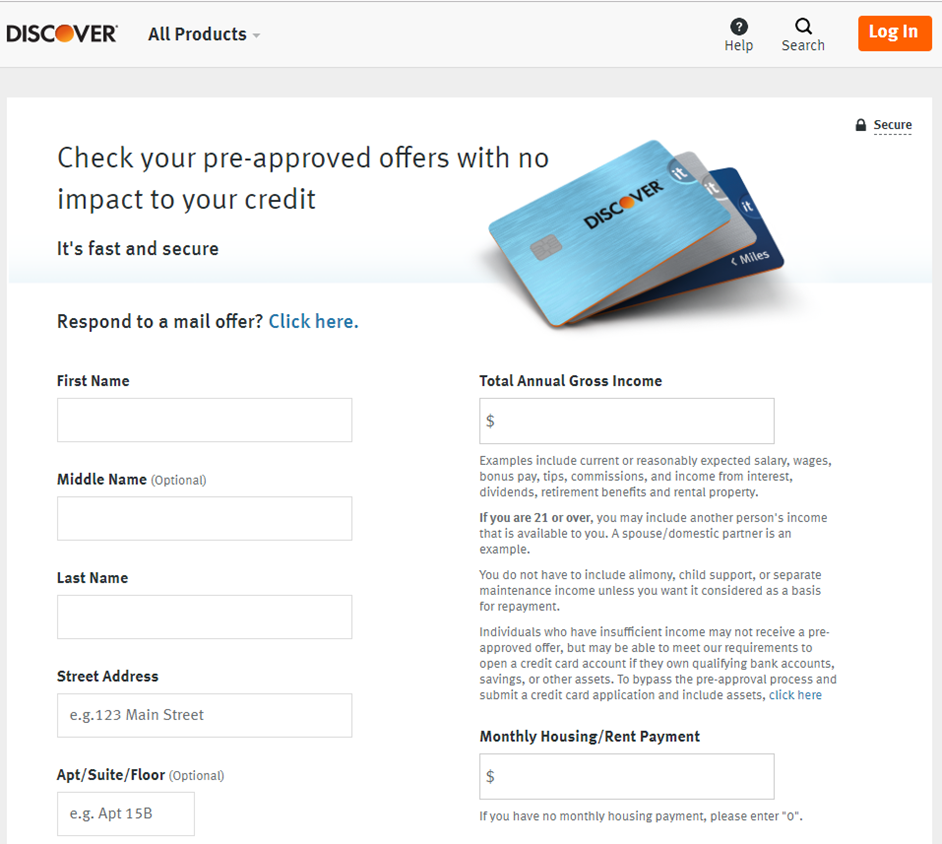 DISCOVER
All Products
Help
Search
Log In
Secure
Check your pre-approved offers with no
impact to your credit
It's fast and secure
DISCOVER
it
it
it
Miles
Respond to a mail offer? Click here.
First Name
Middle Name (Optional)
Last Name
Street Address
e.g.123 Main Street
Apt/Suite/Floor (Optional)
e.g. Apt 15B
Total Annual Gross Income
$
Examples include current or reasonably expected salary, wages,
bonus pay, tips, commissions, and income from interest,
dividends, retirement benefits and rental property.
If you are 21 or over, you may include another person's income
that is available to you. A spouse/domestic partner is an
example.
You do not have to include alimony, child support, or separate
maintenance income unless you want it considered as a basis
for repayment.
Individuals who have insufficient income may not receive a pre-
approved offer, but may be able to meet our requirements to
open a credit card account if they own qualifying bank accounts,
savings, or other assets. To bypass the pre-approval process and
submit a credit card application and include assets, click here
Monthly Housing/Rent Payment
$
If you have no monthly housing payment, please enter "0".